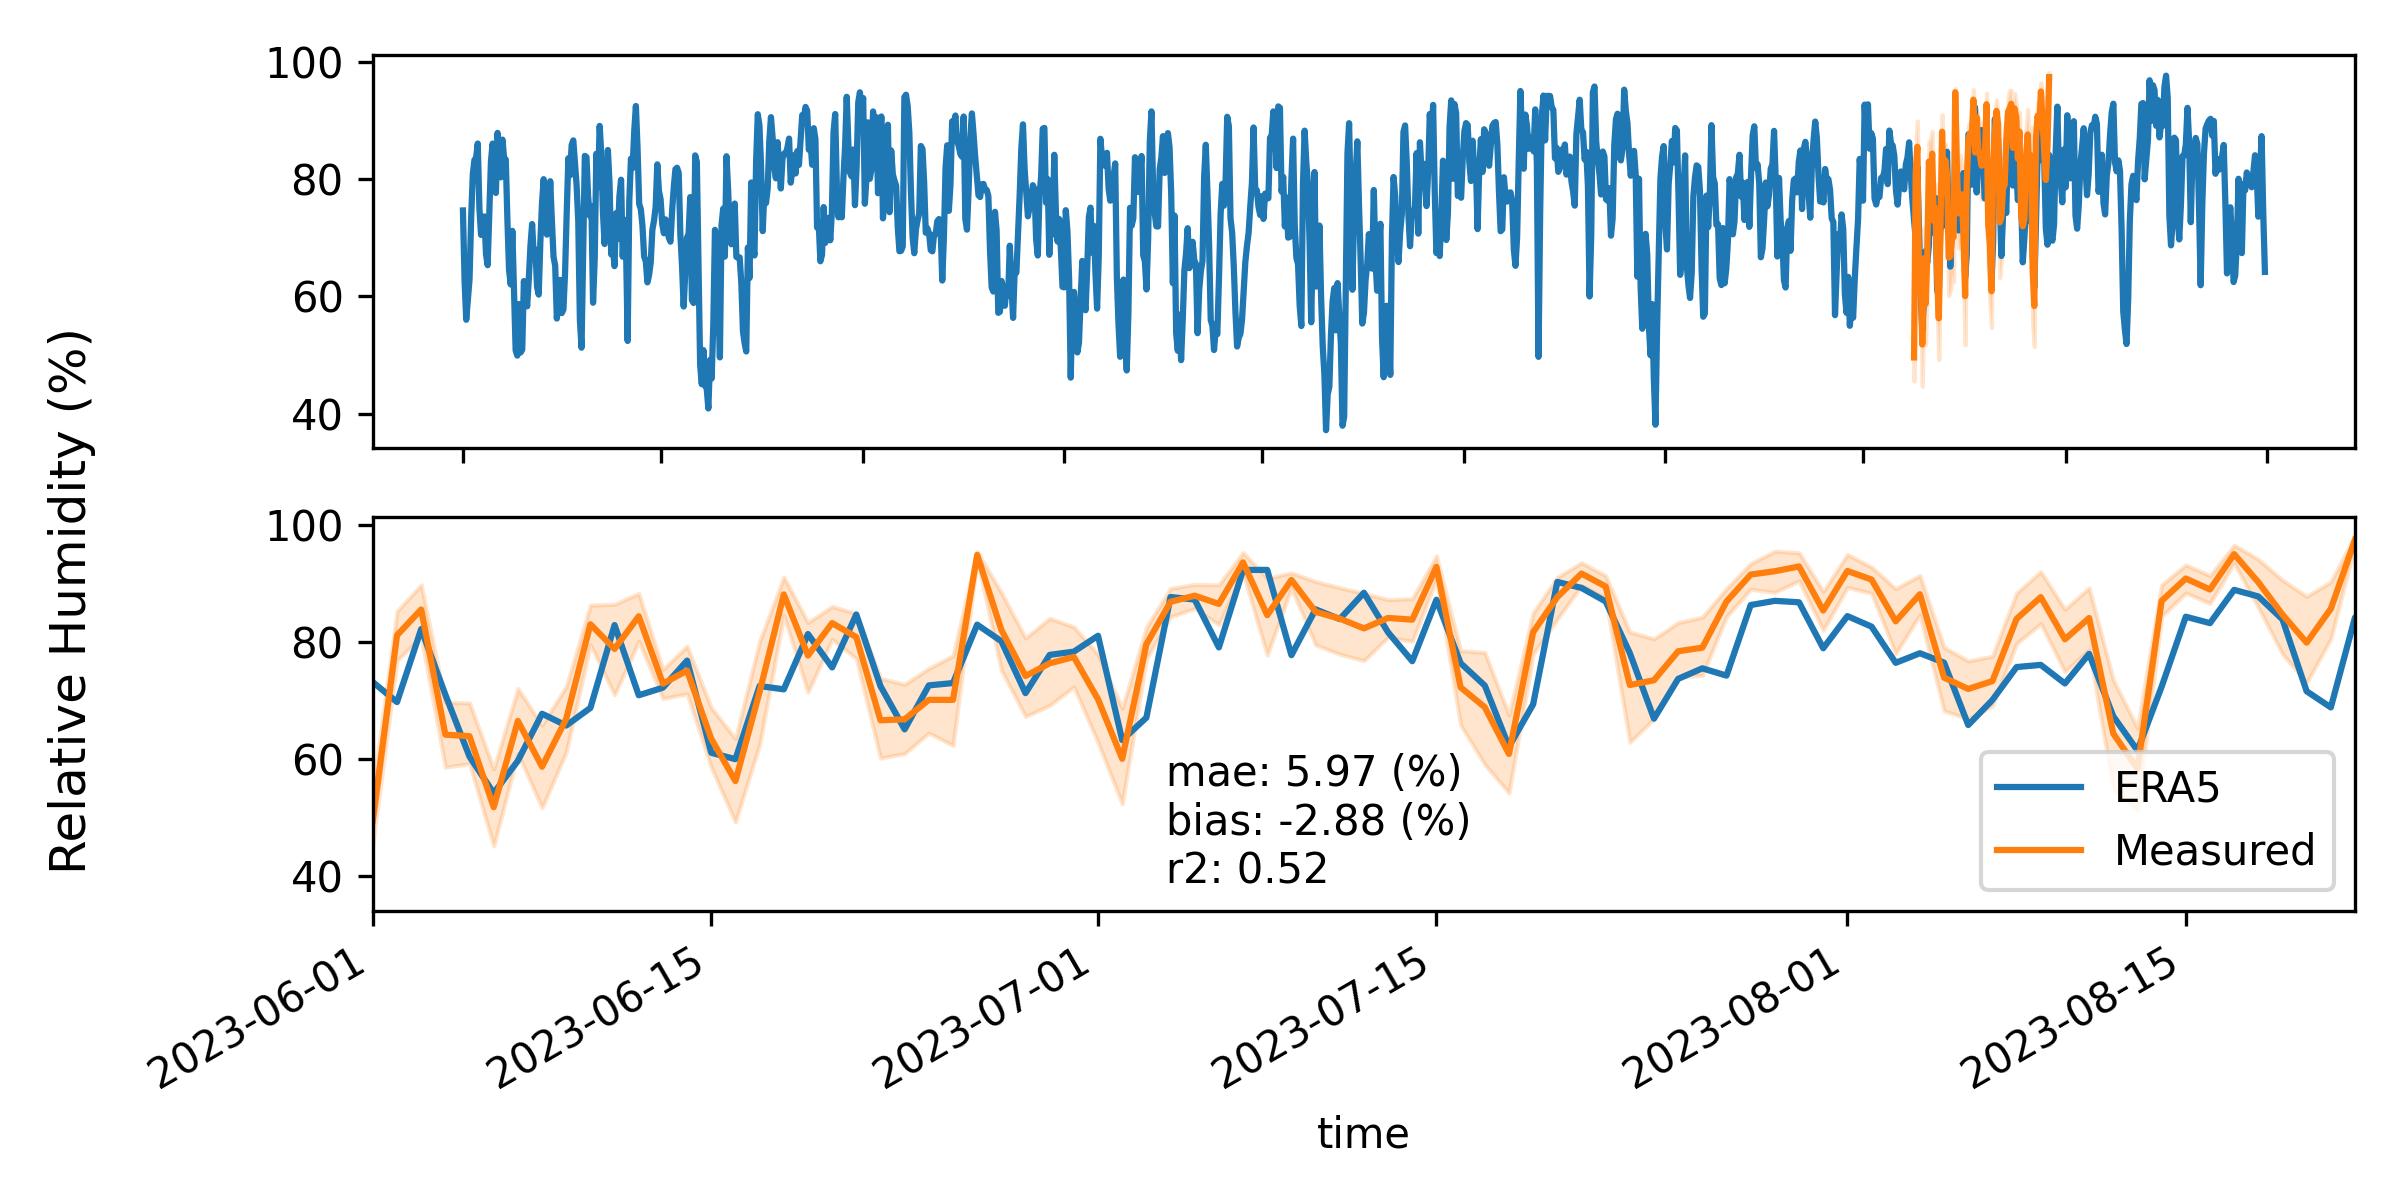 Relative Humidity (%)
100
80
60
40
100
80
60
40
mae: 5.97 (%)
bias: -2.88 (%)
r2: 0.52
ERA5
Measured
2023-06-01
2023-06-15
2023-07-01
2023-07-15
2023-08-01
2023-08-15
time